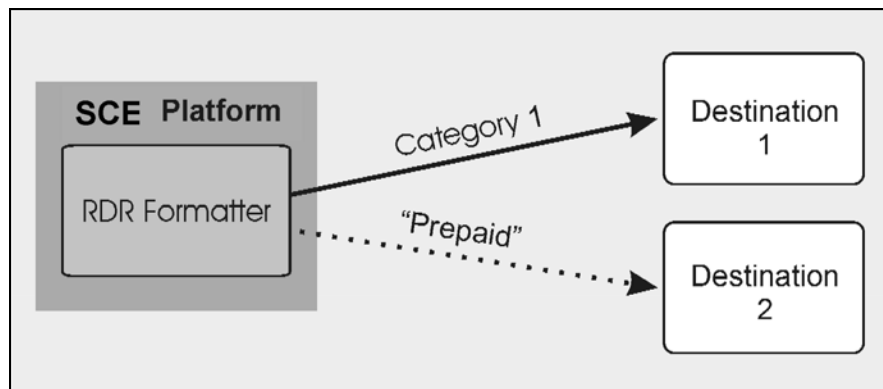 SCE Platform
RDR Formatter
Category 1
“Prepaid”
Destination
1
Destination
2